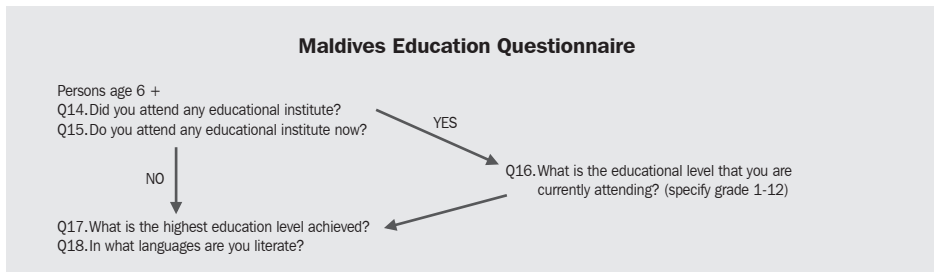 Maldives Education Questionnaire
Persons age 6 +
Q14. Did you attend any educational institute?
Q15. Do you attend any educational institute now?
YES
NO
Q16. What is the educational level that you are
currently attending? (specify grade 1-12)
Q17. What is the highest education level achieved?
Q18. In what languages are you literate?